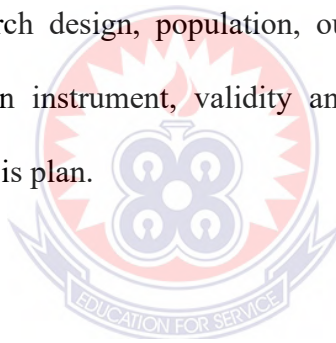 rch design, population, ou
n instrument, validity an
is plan.
EDUCATION FOR SERVICE